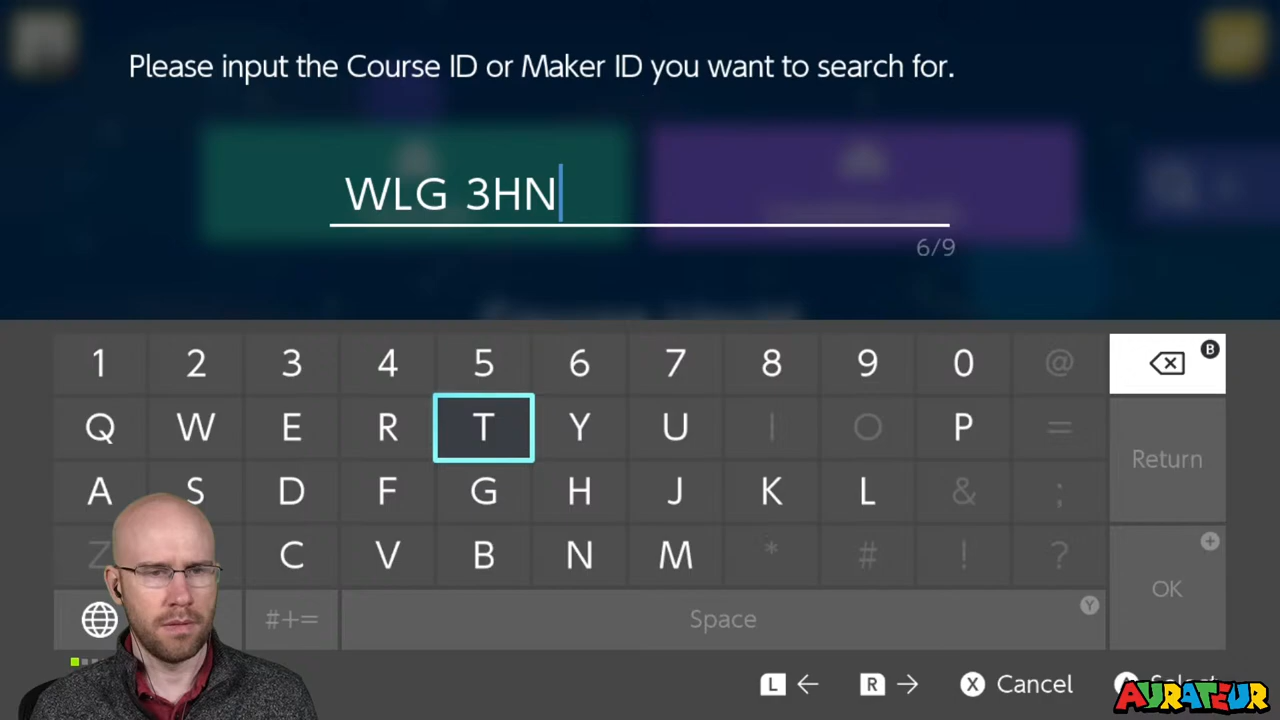 Please input the Course ID or Maker ID you want to search for.
WLG 3HN
6/9
1 2 3 4 5 6 7 8 9 0 @ B
Q W E R T Y U I O P =
Return
A S D F G H J K L & ;
Z C V B N M * # ! ? +
OK
#+= Space Y
L ← R → X Cancel Select
AURATEUR